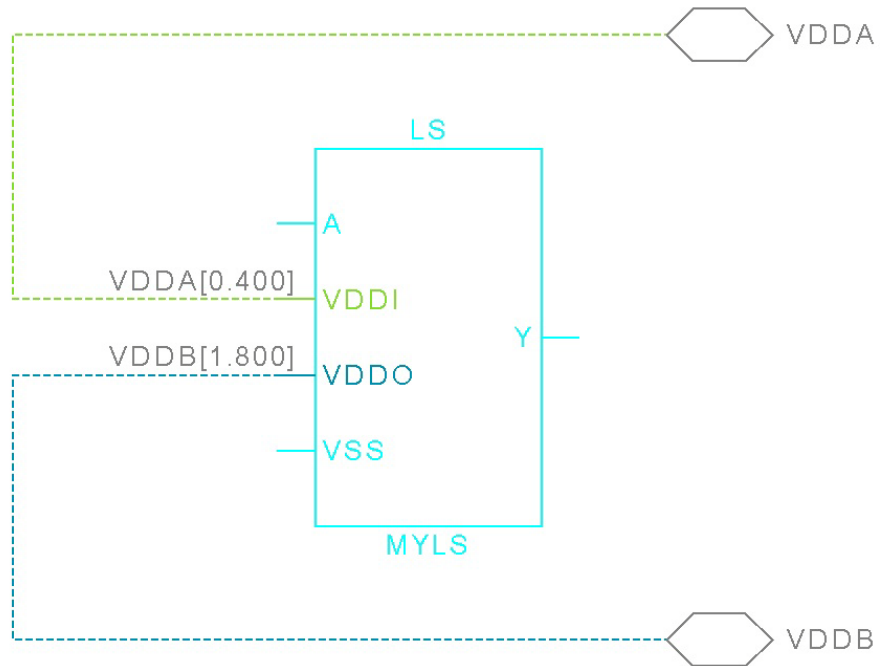 VDDA
LS
A
VDDA[0.400]
VDDI
Y
VDDB[1.800]
VDDO
VSS
MYLS
VDDB